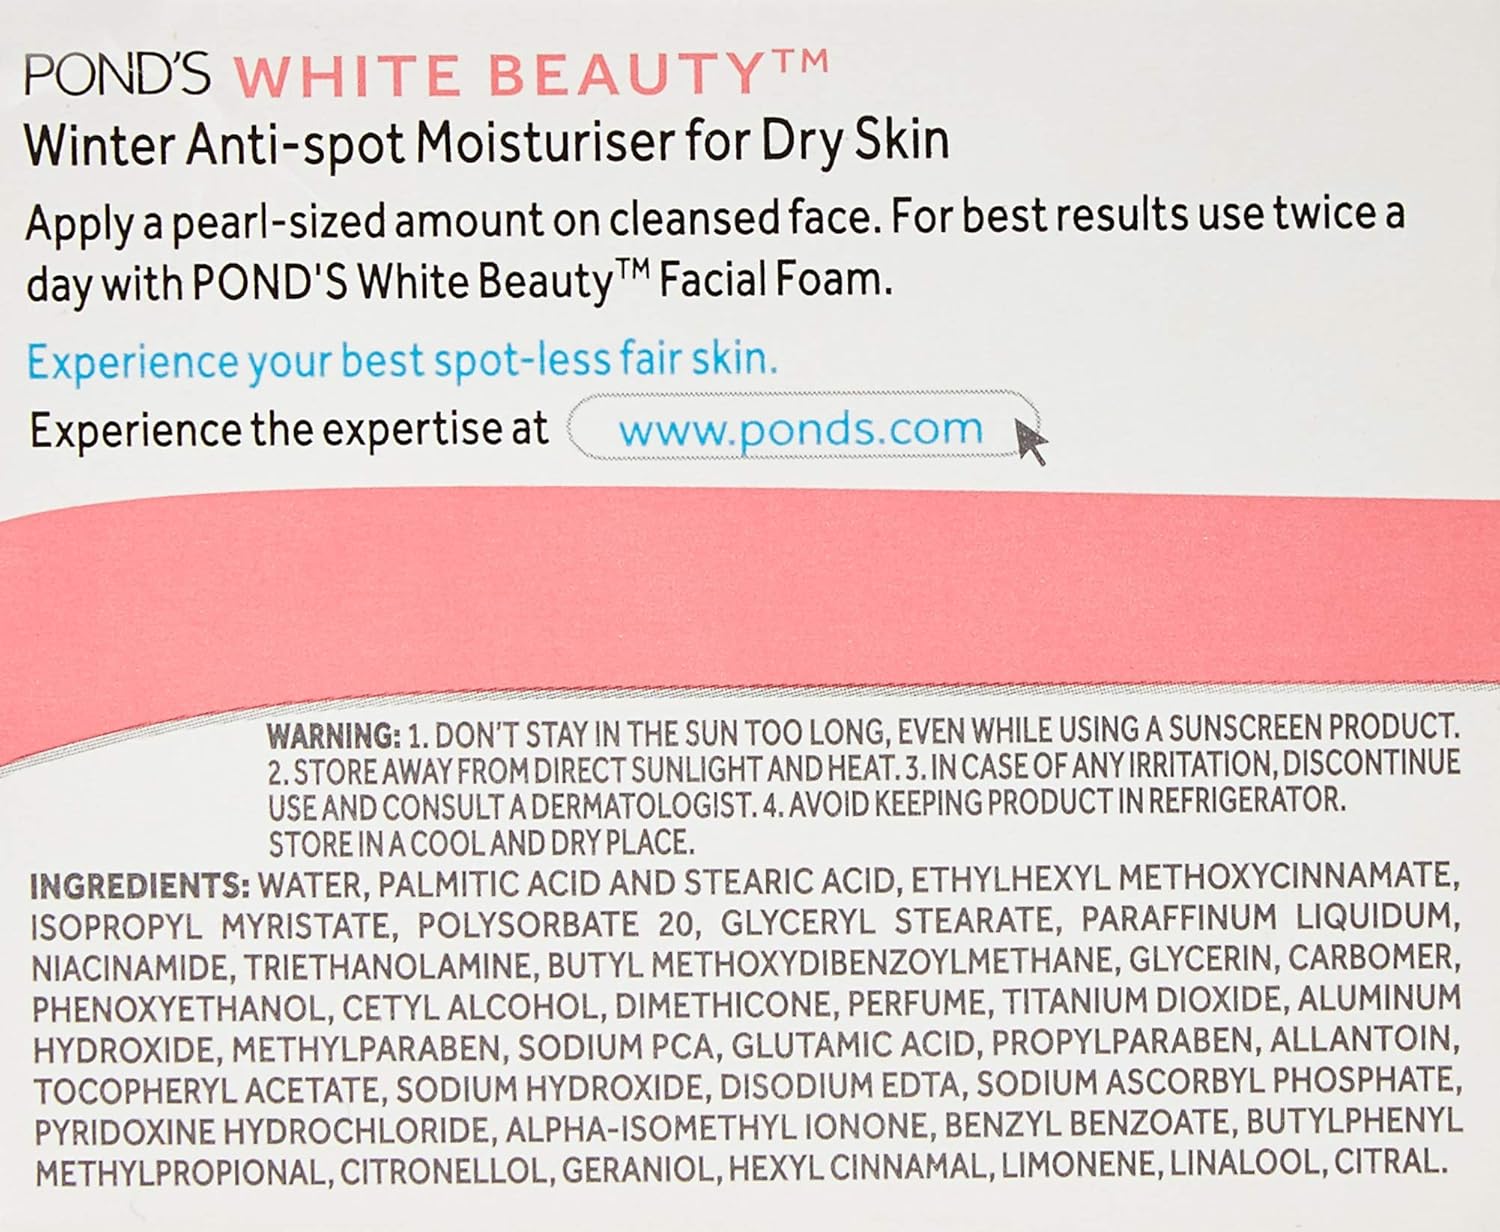 POND'S WHITE BEAUTY™
Winter Anti-spot Moisturiser for Dry Skin
Apply a pearl-sized amount on cleansed face. For best results use twice a
day with POND'S White Beauty™ Facial Foam.
Experience your best spot-less fair skin.
Experience the expertise at www.ponds.com
WARNING: 1. DON'T STAY IN THE SUN TOO LONG, EVEN WHILE USING A SUNSCREEN PRODUCT.
2. STORE AWAY FROM DIRECT SUNLIGHT AND HEAT. 3. IN CASE OF ANY IRRITATION, DISCONTINUE
USE AND CONSULT A DERMATOLOGIST. 4. AVOID KEEPING PRODUCT IN REFRIGERATOR.
STORE IN A COOL AND DRY PLACE.
INGREDIENTS: WATER, PALMITIC ACID AND STEARIC ACID, ETHYLHEXYL METHOXYCINNAMATE,
ISOPROPYL MYRISTATE, POLYSORBATE 20, GLYCERYL STEARATE, PARAFFINUM LIQUIDUM,
NIACINAMIDE, TRIETHANOLAMINE, BUTYL METHOXYDIBENZOYLMETHANE, GLYCERIN, CARBOMER,
PHENOXYETHANOL, CETYL ALCOHOL, DIMETHICONE, PERFUME, TITANIUM DIOXIDE, ALUMINUM
HYDROXIDE, METHYLPARABEN, SODIUM PCA, GLUTAMIC ACID, PROPYLPARABEN, ALLANTOIN,
TOCOPHERYL ACETATE, SODIUM HYDROXIDE, DISODIUM EDTA, SODIUM ASCORBYL PHOSPHATE,
PYRIDOXINE HYDROCHLORIDE, ALPHA-ISOMETHYL IONONE, BENZYL BENZOATE, BUTYLPHENYL
METHYLPROPIONAL, CITRONELLOL, GERANIOL, HEXYL CINNAMAL, LIMONENE, LINALOOL, CITRAL.